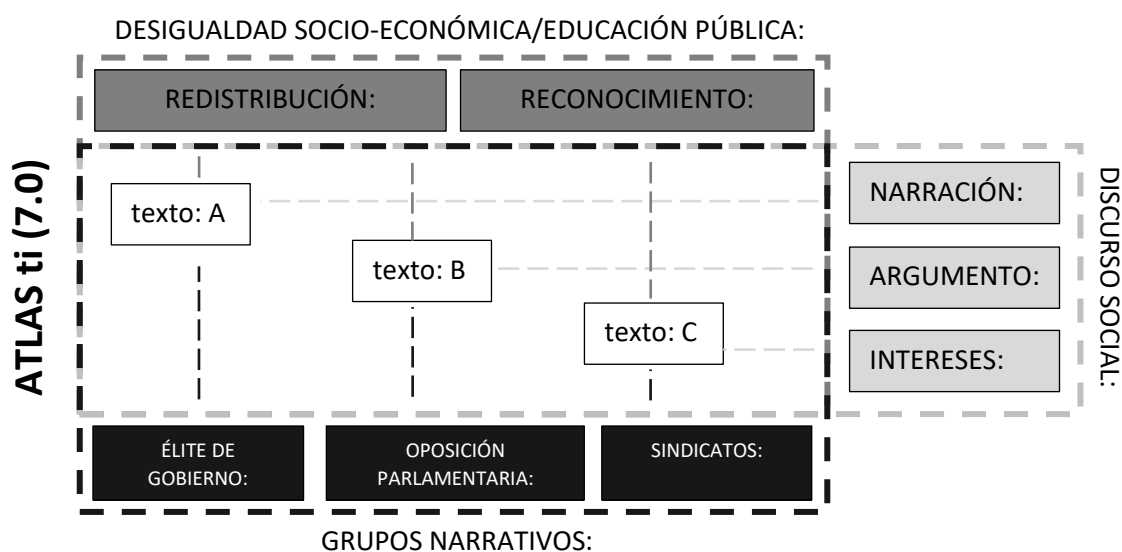 DESIGUALDAD SOCIO-ECONÓMICA/EDUCACIÓN PÚBLICA:
REDISTRIBUCIÓN:
RECONOCIMIENTO:
ATLAS ti (7.0)
texto: A
texto: B
texto: C
NARRACIÓN:
ARGUMENTO:
INTERESES:
DISCURSO SOCIAL:
ÉLITE DE
GOBIERNO:
OPOSICIÓN
PARLAMENTARIA:
SINDICATOS:
GRUPOS NARRATIVOS: